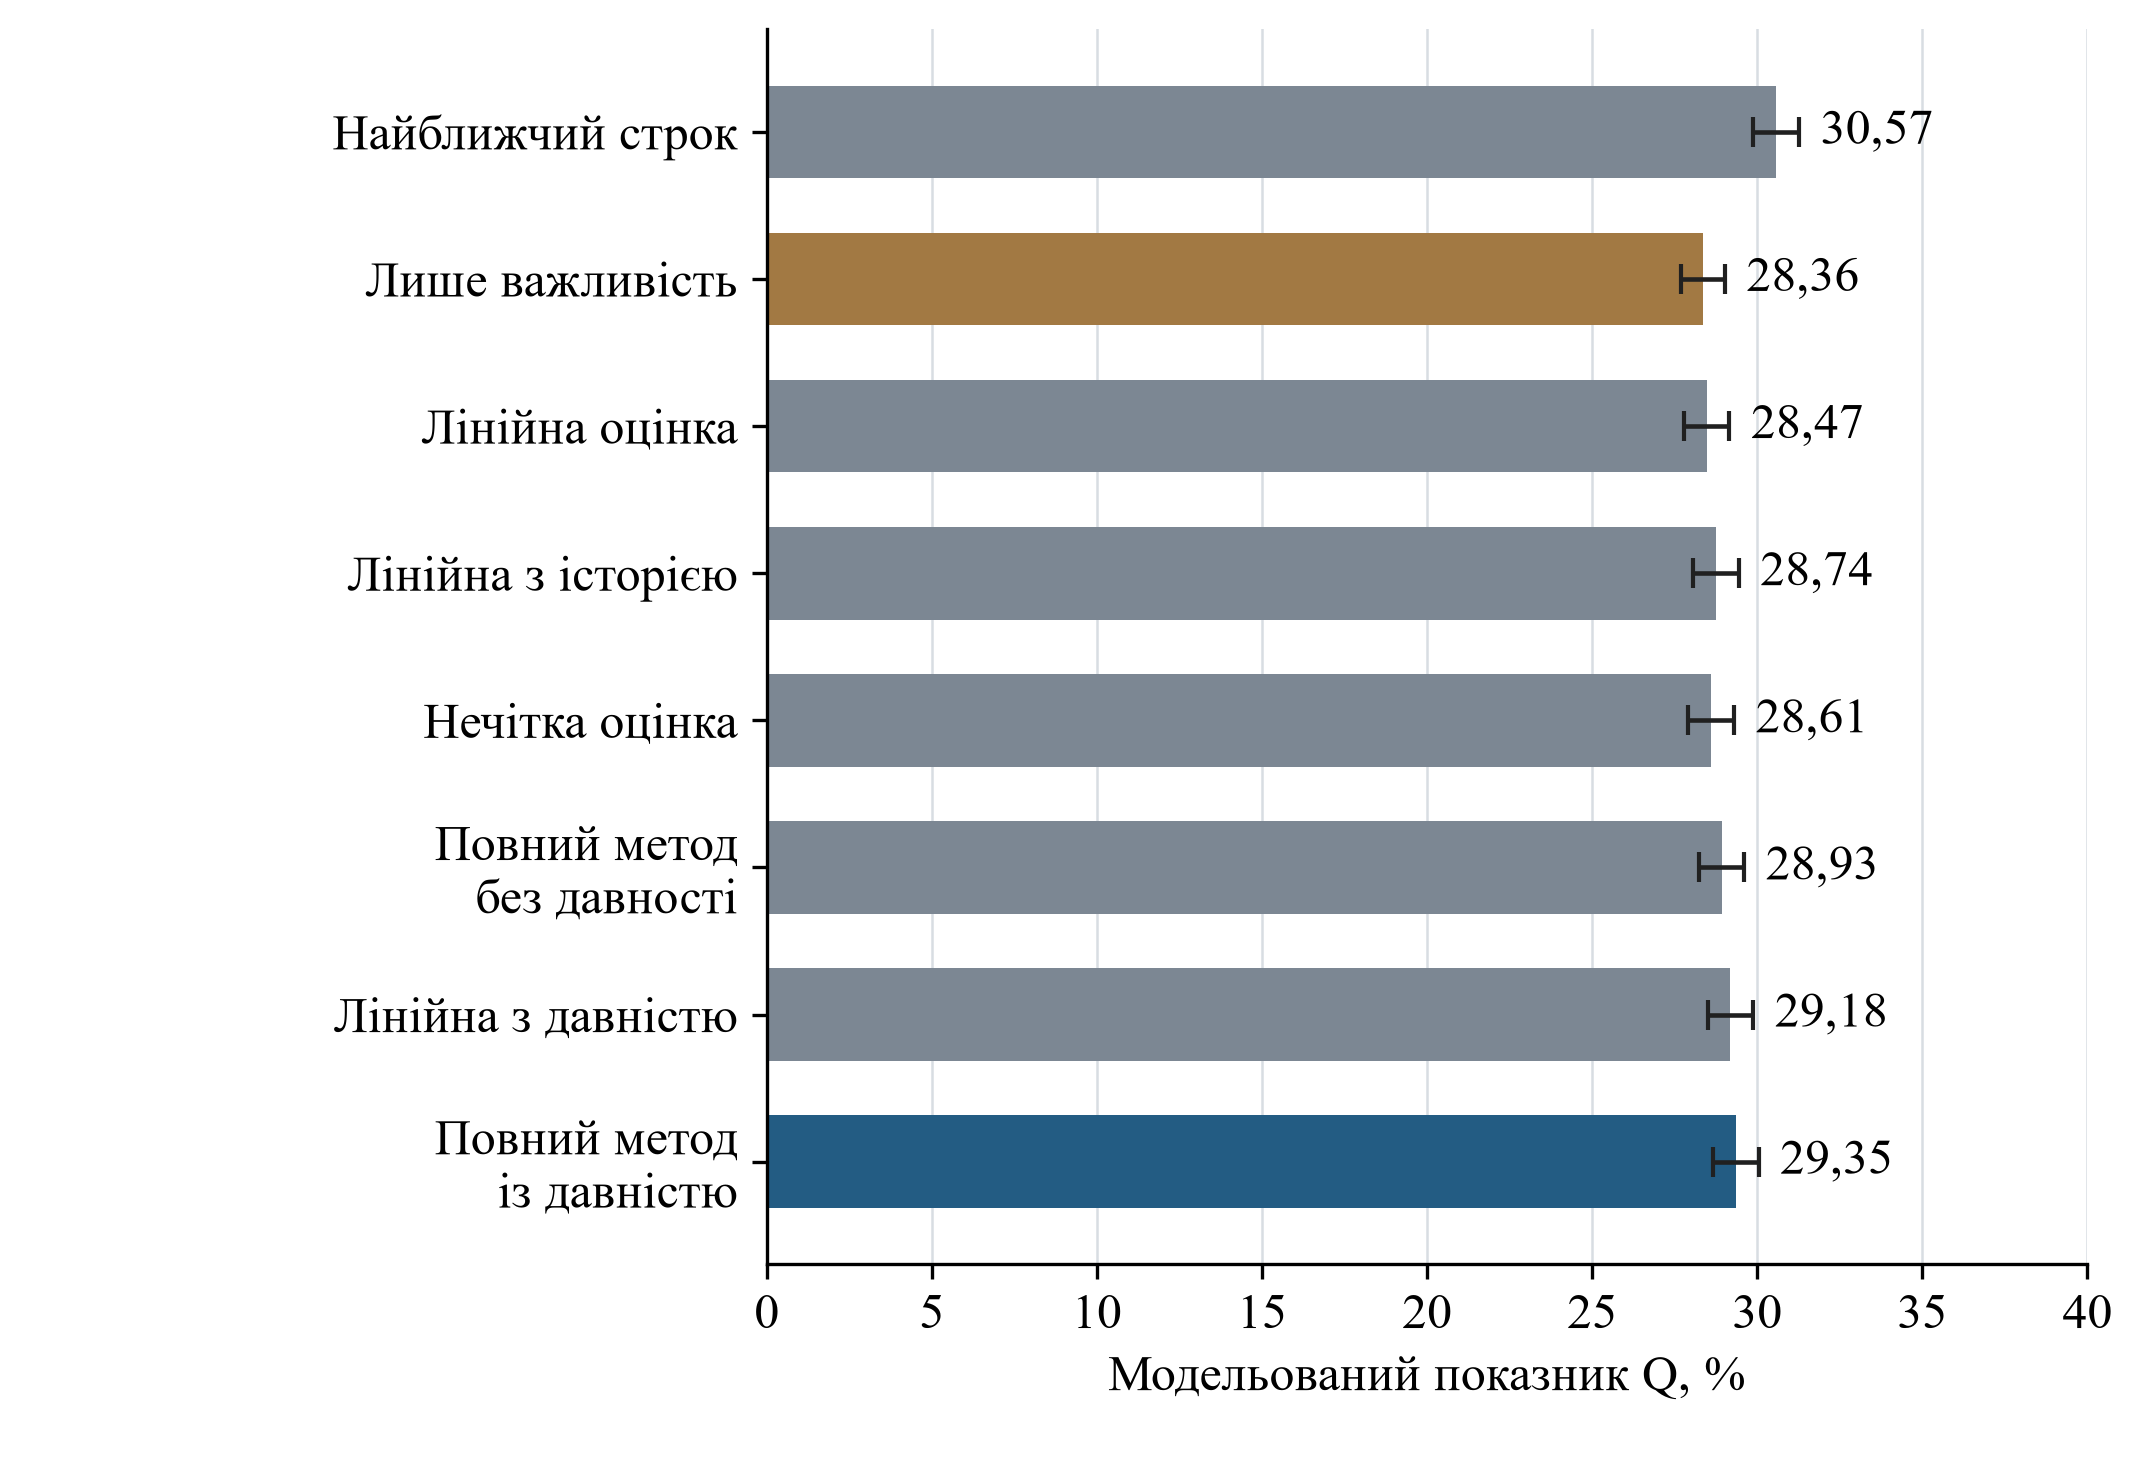 Найближчий строк 30,57
Лише важливість 28,36
Лінійна оцінка 28,47
Лінійна з історією 28,74
Нечітка оцінка 28,61
Повний метод
без давності 28,93
Лінійна з давністю 29,18
Повний метод
із давністю 29,35
0 5 10 15 20 25 30 35 40
Модельований показник Q, %